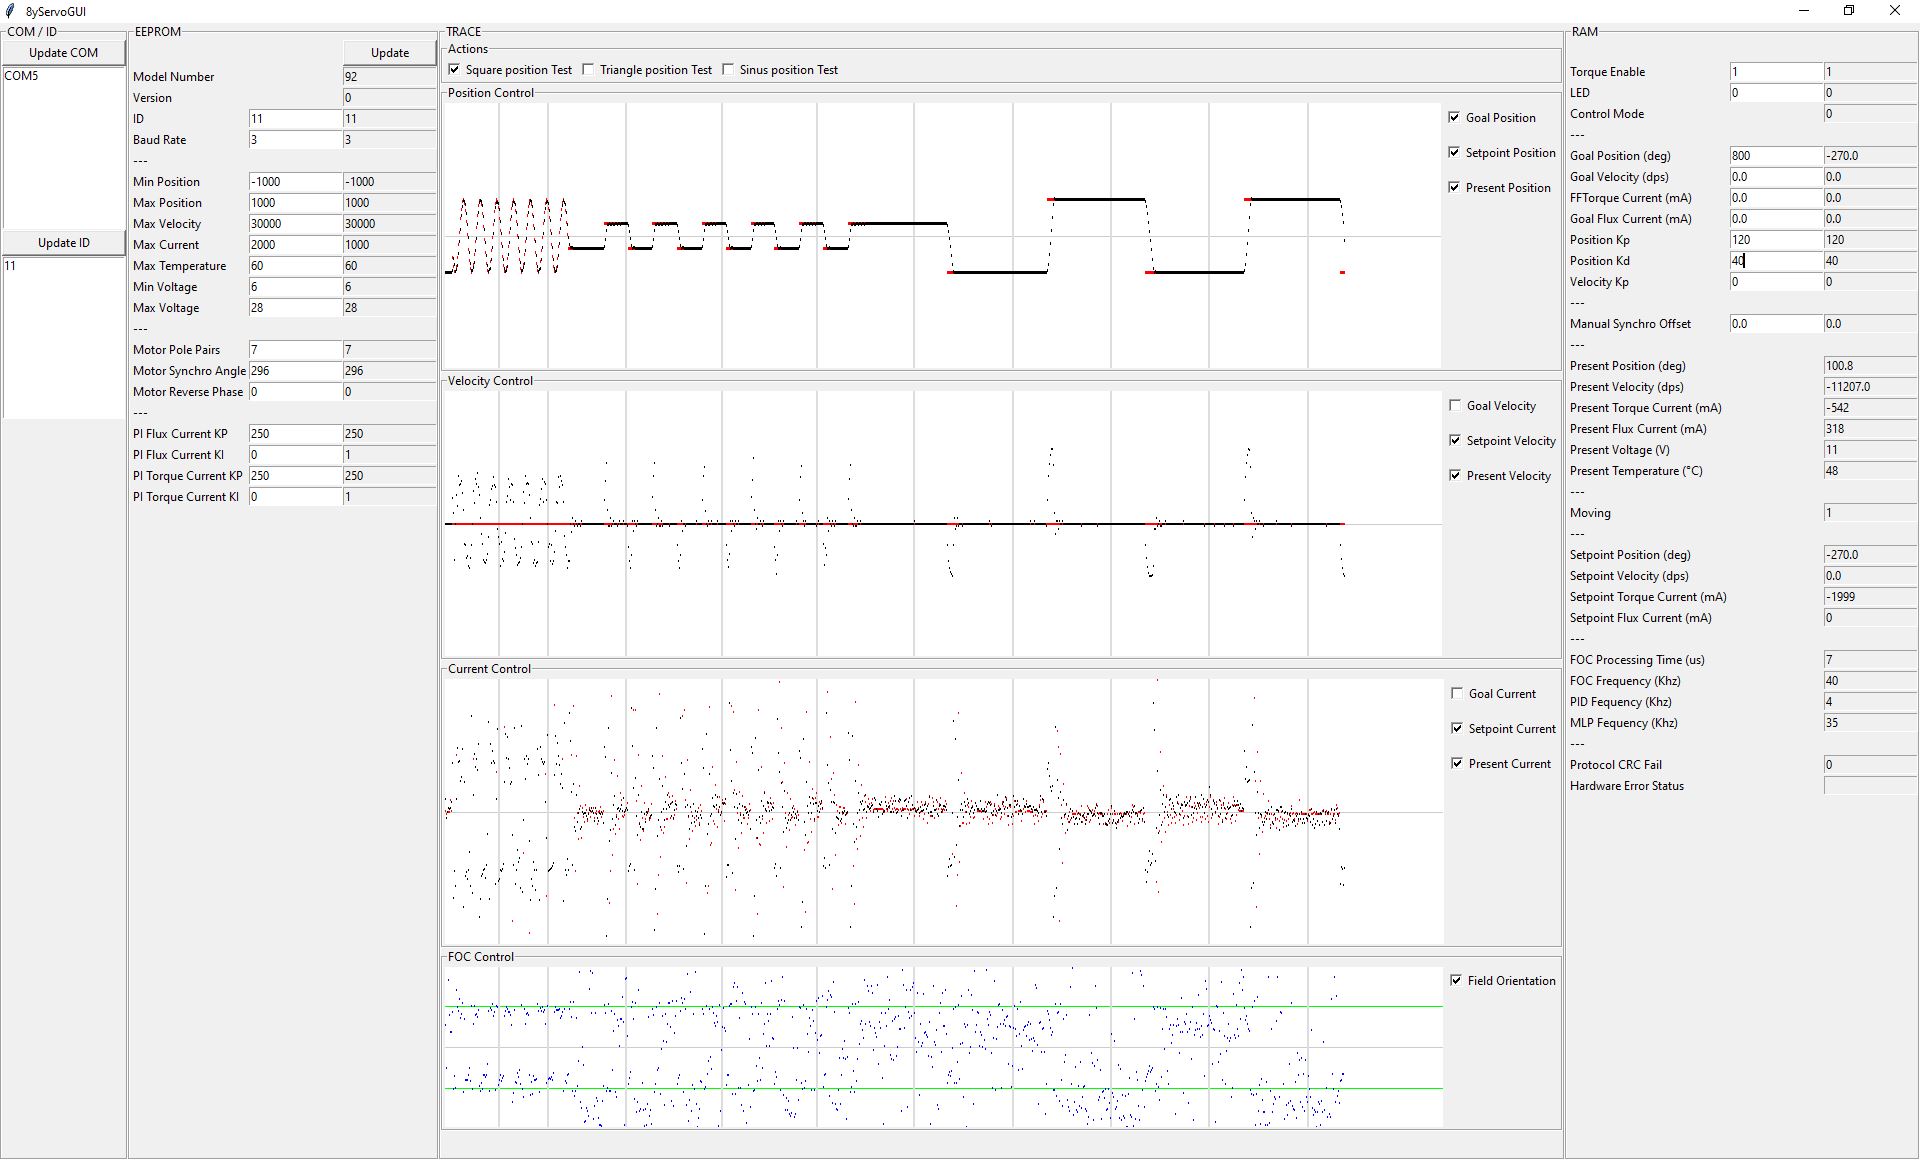 8yServoGUI
COM / ID
Update COM
COM5
Update ID
11
EEPROM
Update
Model Number 92
Version 0
ID 11 11
Baud Rate 3 3
---
Min Position -1000 -1000
Max Position 1000 1000
Max Velocity 30000 30000
Max Current 2000 1000
Max Temperature 60 60
Min Voltage 6 6
Max Voltage 28 28
---
Motor Pole Pairs 7 7
Motor Synchro Angle 296 296
Motor Reverse Phase 0 0
---
PI Flux Current KP 250 250
PI Flux Current KI 0 1
PI Torque Current KP 250 250
PI Torque Current KI 0 1
TRACE
Actions
Square position Test Triangle position Test Sinus position Test
Position Control
Goal Position
Setpoint Position
Present Position
Velocity Control
Goal Velocity
Setpoint Velocity
Present Velocity
Current Control
Goal Current
Setpoint Current
Present Current
FOC Control
Field Orientation
RAM
Torque Enable 1 1
LED 0 0
Control Mode 0
---
Goal Position (deg) 800 -270.0
Goal Velocity (dps) 0.0 0.0
FFTorque Current (mA) 0.0 0.0
Goal Flux Current (mA) 0.0 0.0
Position Kp 120 120
Position Kd 40 40
Velocity Kp 0 0
---
Manual Synchro Offset 0.0 0.0
---
Present Position (deg) 100.8
Present Velocity (dps) -11207.0
Present Torque Current (mA) -542
Present Flux Current (mA) 318
Present Voltage (V) 11
Present Temperature (°C) 48
---
Moving 1
---
Setpoint Position (deg) -270.0
Setpoint Velocity (dps) 0.0
Setpoint Torque Current (mA) -1999
Setpoint Flux Current (mA) 0
---
FOC Processing Time (us) 7
FOC Frequency (Khz) 40
PID Fequency (Khz) 4
MLP Fequency (Khz) 35
---
Protocol CRC Fail 0
Hardware Error Status